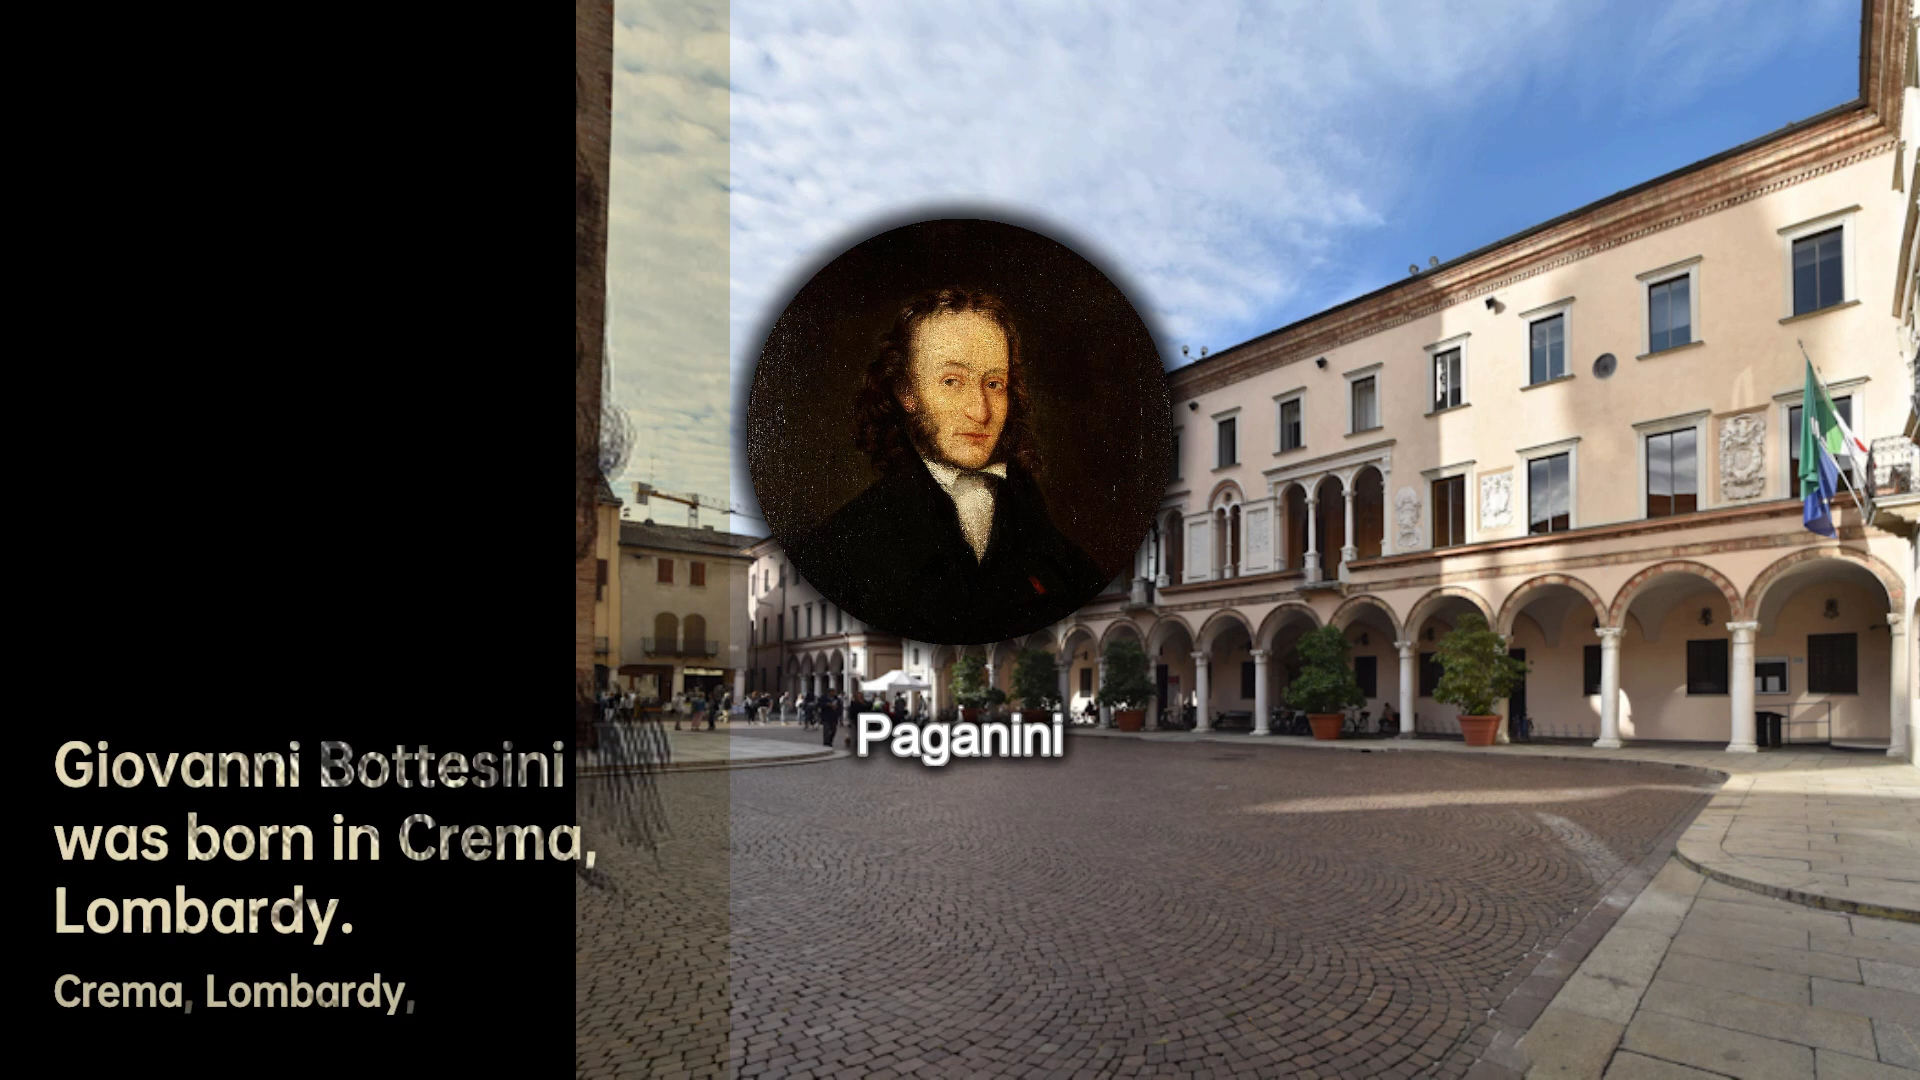 Paganini
Giovanni Bottesini
was born in Crema,
Lombardy.
Crema, Lombardy,